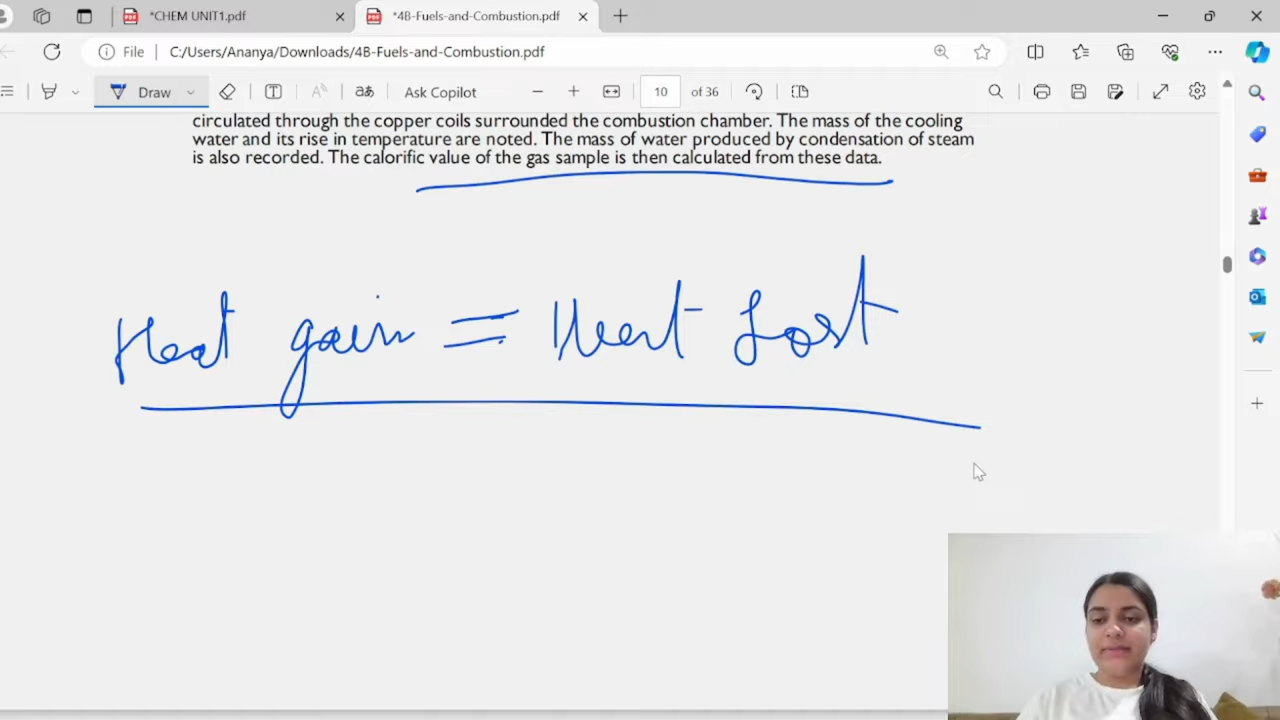 *CHEM UNIT1.pdf
*4B-Fuels-and-Combustion.pdf
File C:/Users/Ananya/Downloads/4B-Fuels-and-Combustion.pdf
Draw Ask Copilot 10 of 36
circulated through the copper coils surrounded the combustion chamber. The mass of the cooling
water and its rise in temperature are noted. The mass of water produced by condensation of steam
is also recorded. The calorific value of the gas sample is then calculated from these data.
Heat gain = Heat Lost